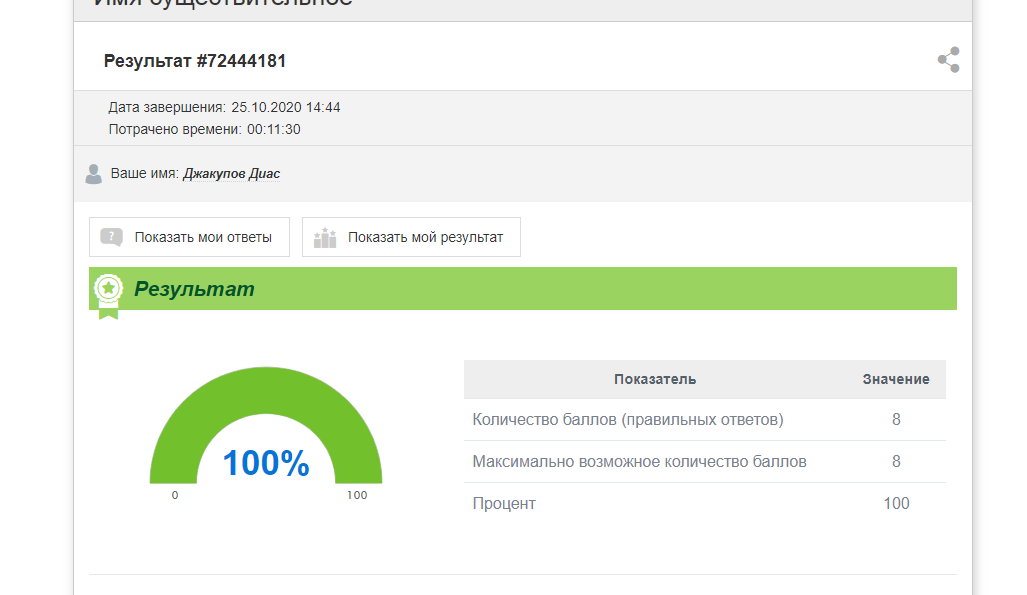 Имя существительное
Результат #72444181
Дата завершения: 25.10.2020 14:44
Потрачено времени: 00:11:30
Ваше имя: Джакупов Диас
? Показать мои ответы
Показать мой результат
Результат
100%
0 100
Показатель Значение
Количество баллов (правильных ответов) 8
Максимально возможное количество баллов 8
Процент 100